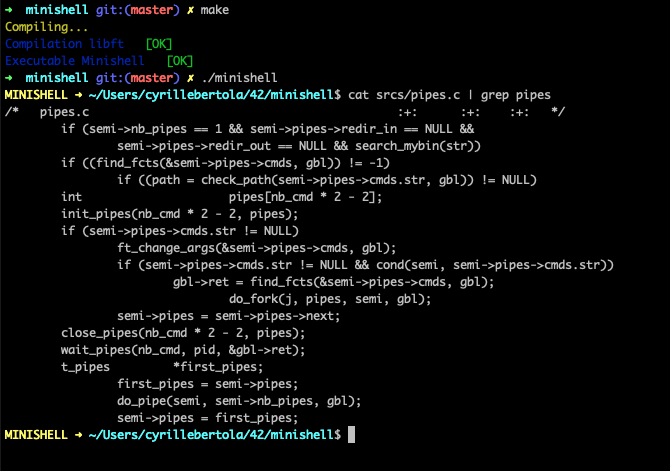 ➜  minishell git:(master) ✗ make
Compiling...
Compilation libft   [OK]
Executable Minishell   [OK]
➜  minishell git:(master) ✗ ./minishell
MINISHELL ➜ ~/Users/cyrillebertola/42/minishell$ cat srcs/pipes.c | grep pipes
/*   pipes.c                                            :+:      :+:    :+:   */
        if (semi->nb_pipes == 1 && semi->pipes->redir_in == NULL &&
                semi->pipes->redir_out == NULL && search_mybin(str))
        if ((find_fcts(&semi->pipes->cmds, gbl)) != -1)
                if ((path = check_path(semi->pipes->cmds.str, gbl)) != NULL)
        int                     pipes[nb_cmd * 2 - 2];
        init_pipes(nb_cmd * 2 - 2, pipes);
        if (semi->pipes->cmds.str != NULL)
                ft_change_args(&semi->pipes->cmds, gbl);
                if (semi->pipes->cmds.str != NULL && cond(semi, semi->pipes->cmds.str))
                        gbl->ret = find_fcts(&semi->pipes->cmds, gbl);
                                do_fork(j, pipes, semi, gbl);
                semi->pipes = semi->pipes->next;
        close_pipes(nb_cmd * 2 - 2, pipes);
        wait_pipes(nb_cmd, pid, &gbl->ret);
        t_pipes         *first_pipes;
                first_pipes = semi->pipes;
                do_pipe(semi, semi->nb_pipes, gbl);
                semi->pipes = first_pipes;
MINISHELL ➜ ~/Users/cyrillebertola/42/minishell$